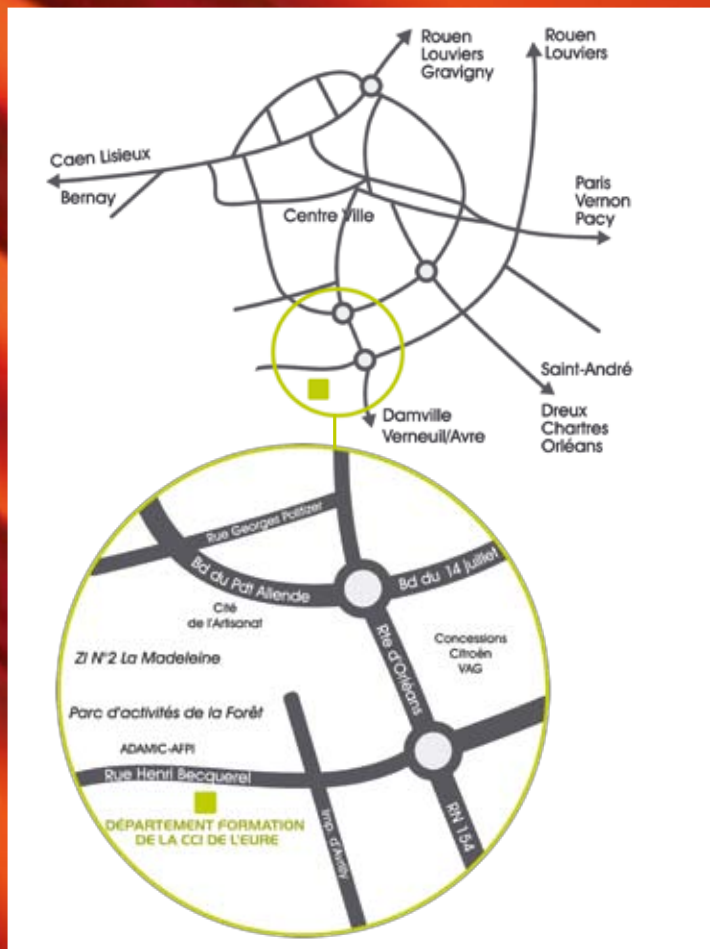 Rouen
Louviers
Gravigny
Rouen
Louviers
Caen Lisieux
Bernay
Paris
Vernon
Pacy
Centre Ville
Saint-André
Dreux
Chartres
Orléans
Damville
Verneuil/Avre
Rue Georges Politizer
Bd du Pdt Allende
Bd du 14 juillet
Cité
de l'Artisanat
Rte d'Orléans
Concessions
Citroën
VAG
ZI N°2 La Madeleine
Parc d'activités de la Forêt
ADAMIC-AFPI
Rue Henri Becquerel
DÉPARTEMENT FORMATION
DE LA CCI DE L'EURE
Imp. d'Avrilly
RN 154